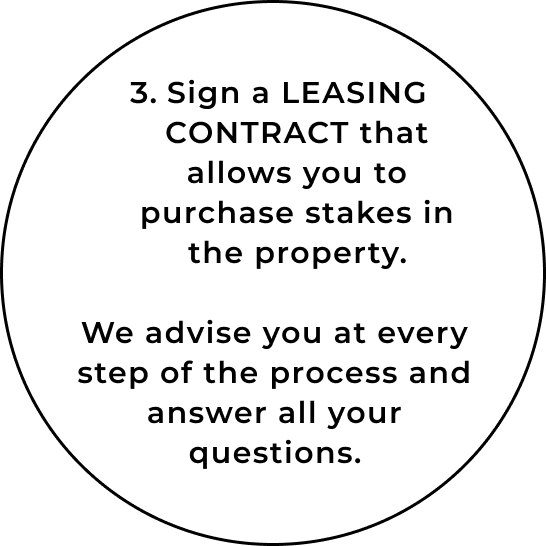 3. Sign a LEASING
CONTRACT that
allows you to
purchase stakes in
the property.
We advise you at every
step of the process and
answer all your
questions.